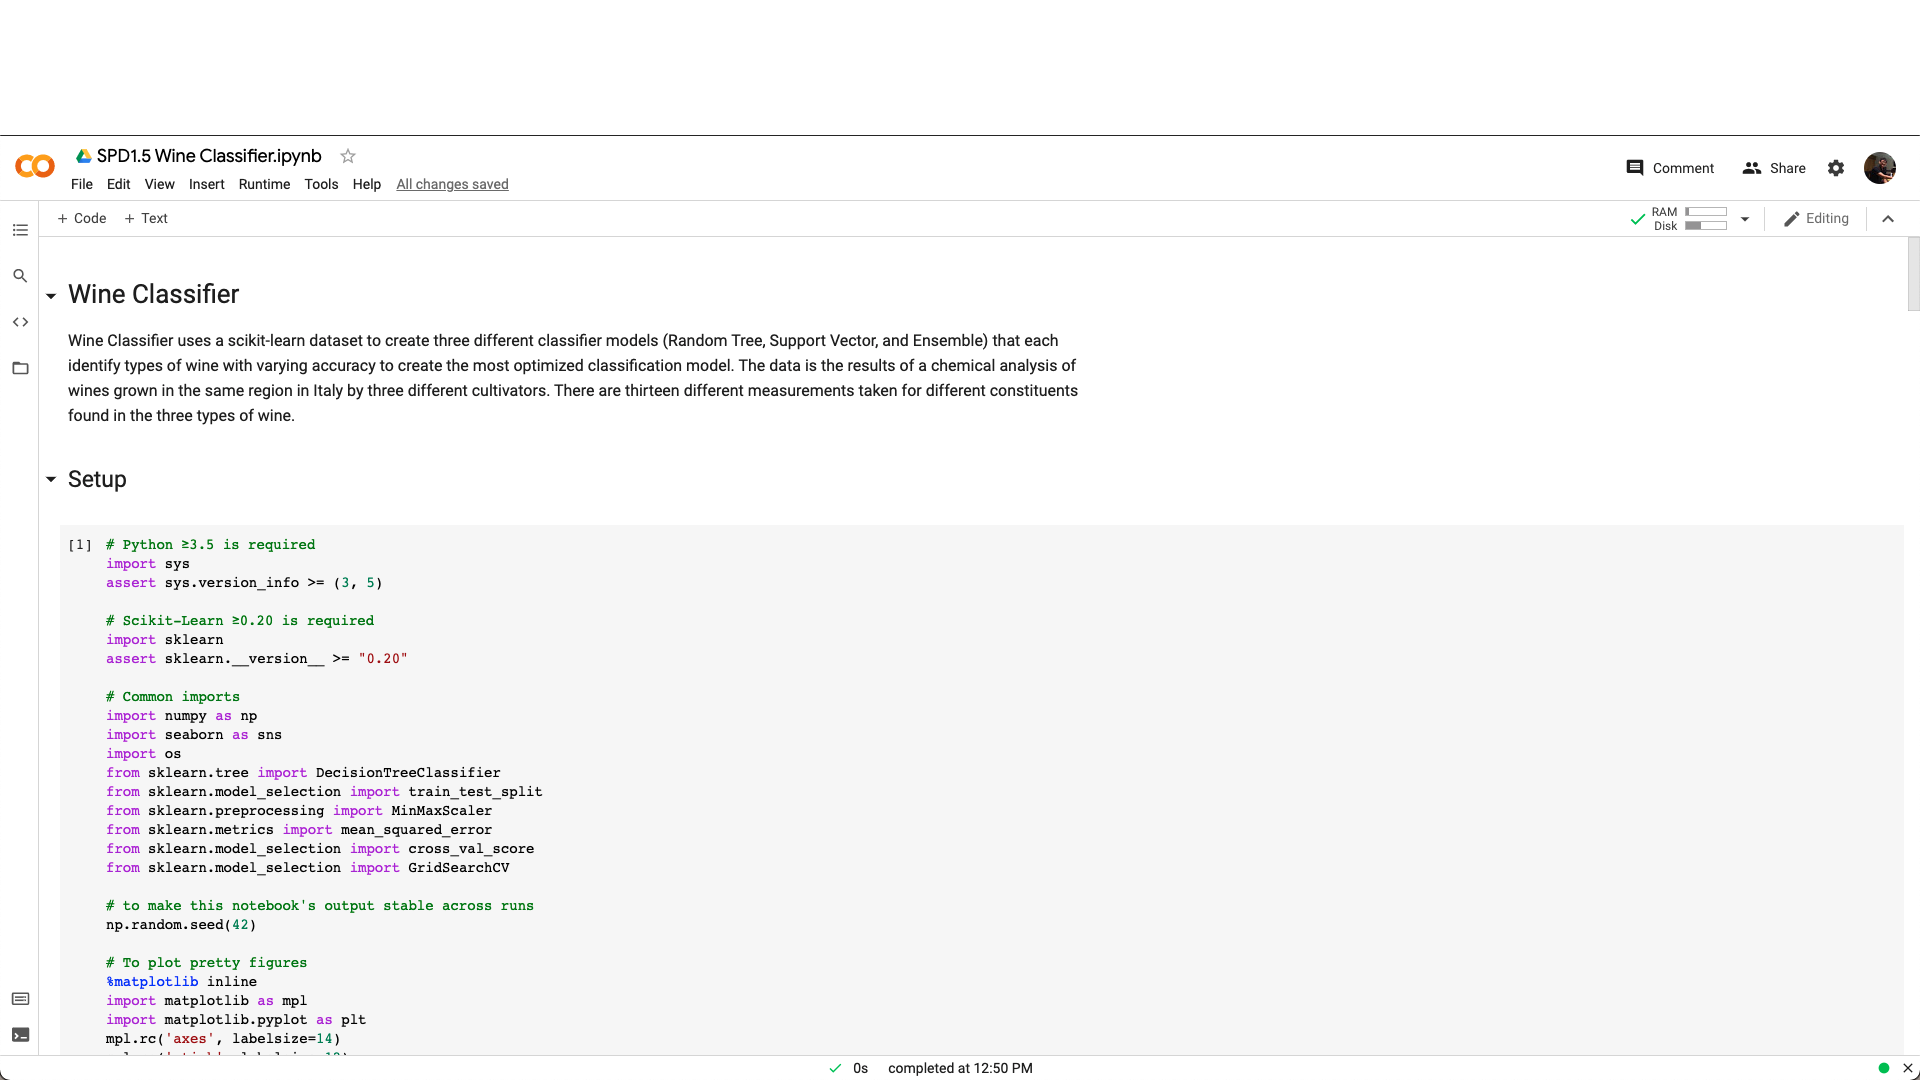 SPD1.5 Wine Classifier.ipynb
File Edit View Insert Runtime Tools Help All changes saved
Comment Share
+ Code + Text
RAM
Disk
Editing
Wine Classifier
Wine Classifier uses a scikit-learn dataset to create three different classifier models (Random Tree, Support Vector, and Ensemble) that each
identify types of wine with varying accuracy to create the most optimized classification model. The data is the results of a chemical analysis of
wines grown in the same region in Italy by three different cultivators. There are thirteen different measurements taken for different constituents
found in the three types of wine.
Setup
[1] # Python ≥3.5 is required
import sys
assert sys.version_info >= (3, 5)
# Scikit-Learn ≥0.20 is required
import sklearn
assert sklearn.__version__ >= "0.20"
# Common imports
import numpy as np
import seaborn as sns
import os
from sklearn.tree import DecisionTreeClassifier
from sklearn.model_selection import train_test_split
from sklearn.preprocessing import MinMaxScaler
from sklearn.metrics import mean_squared_error
from sklearn.model_selection import cross_val_score
from sklearn.model_selection import GridSearchCV
# to make this notebook's output stable across runs
np.random.seed(42)
# To plot pretty figures
%matplotlib inline
import matplotlib as mpl
import matplotlib.pyplot as plt
mpl.rc('axes', labelsize=14)
0s completed at 12:50 PM